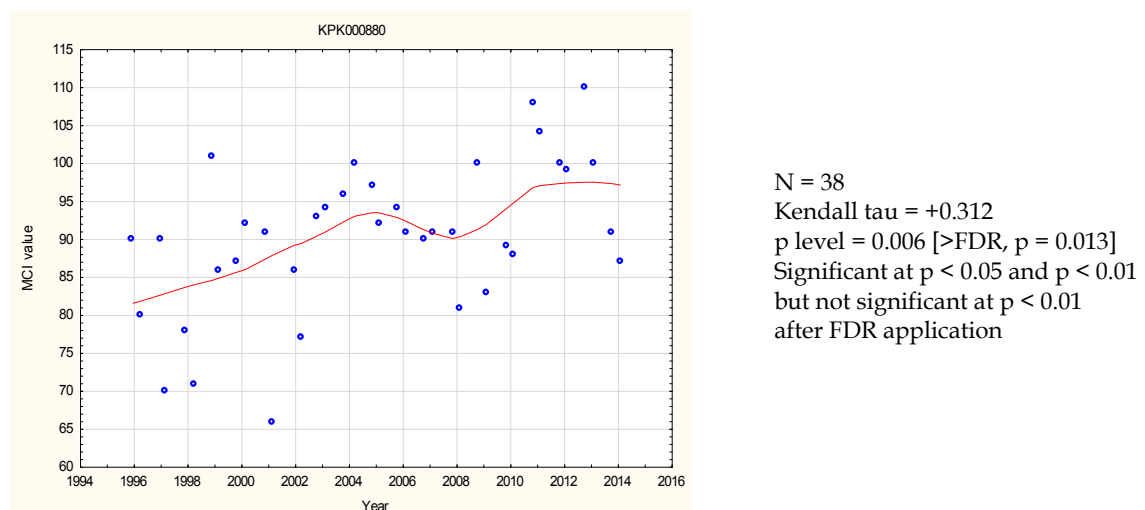 KPK000880
115
110
105
100
95
90
85
80
75
70
65
60
MCI value
1994 1996 1998 2000 2002 2004 2006 2008 2010 2012 2014 2016
Year
N = 38
Kendall tau = +0.312
p level = 0.006 [>FDR, p = 0.013]
Significant at p < 0.05 and p < 0.01
but not significant at p < 0.01
after FDR application